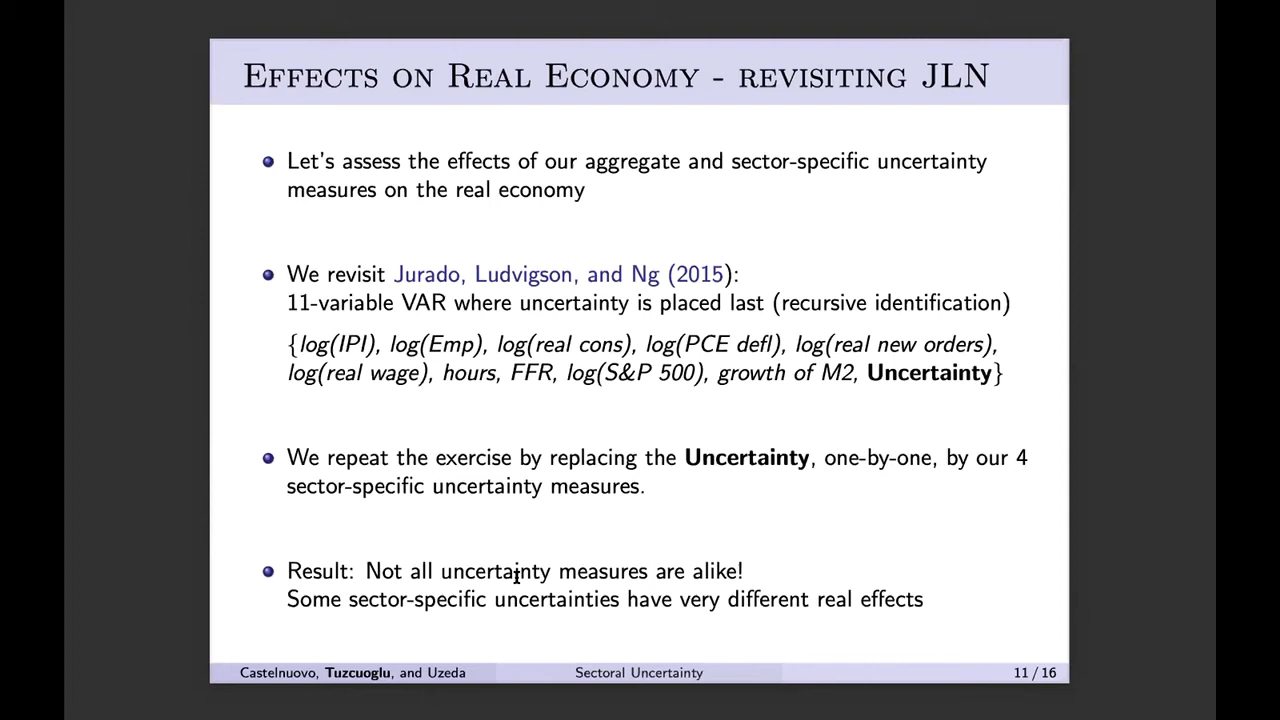 Effects on Real Economy - revisiting JLN
Let's assess the effects of our aggregate and sector-specific uncertainty
measures on the real economy
We revisit Jurado, Ludvigson, and Ng (2015):
11-variable VAR where uncertainty is placed last (recursive identification)
{log(IPI), log(Emp), log(real cons), log(PCE defl), log(real new orders),
log(real wage), hours, FFR, log(S&P 500), growth of M2, Uncertainty}
We repeat the exercise by replacing the Uncertainty, one-by-one, by our 4
sector-specific uncertainty measures.
Result: Not all uncertainty measures are alike!
Some sector-specific uncertainties have very different real effects
Castelnuovo, Tuzcuoglu, and Uzeda Sectoral Uncertainty 11 / 16